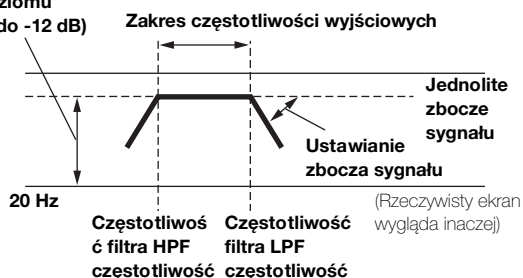 ziomu
do -12 dB)
Zakres częstotliwości wyjściowych
Jednolite
zbocze
sygnału
Ustawianie
zbocza sygnału
20 Hz
(Rzeczywisty ekran
wygląda inaczej)
Częstotliwoś
ć filtra HPF
częstotliwość
Częstotliwość
filtra LPF
częstotliwość